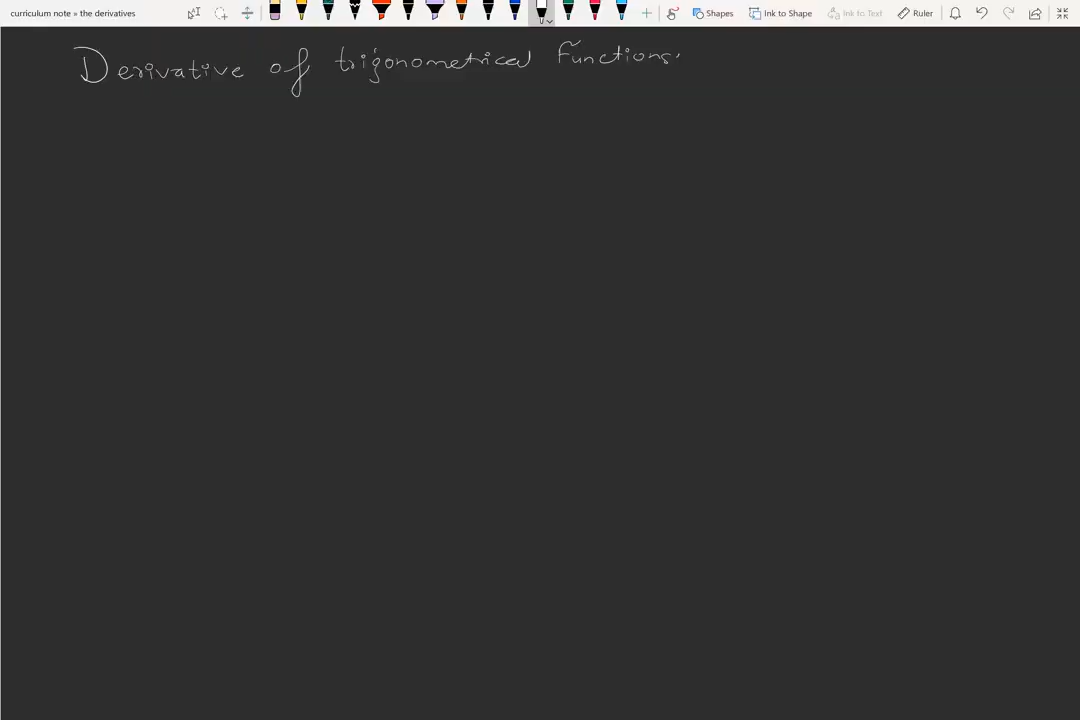 curriculum note » the derivatives
Shapes Ink to Shape Ink to Text Ruler
Derivative of trigonometrical Functions.